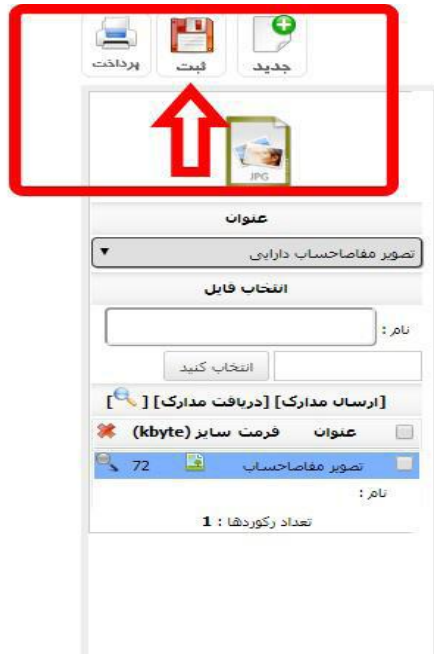 جدید ثبت پرداخت
JPG
عنوان
تصویر مفاصاحساب دارایی
انتخاب فایل
نام :
انتخاب کنید
[ارسال مدارک] [دریافت مدارک] [ ]
عنوان فرمت سایز (kbyte)
تصویر مفاصاحساب 72
نام :
تعداد رکوردها : 1